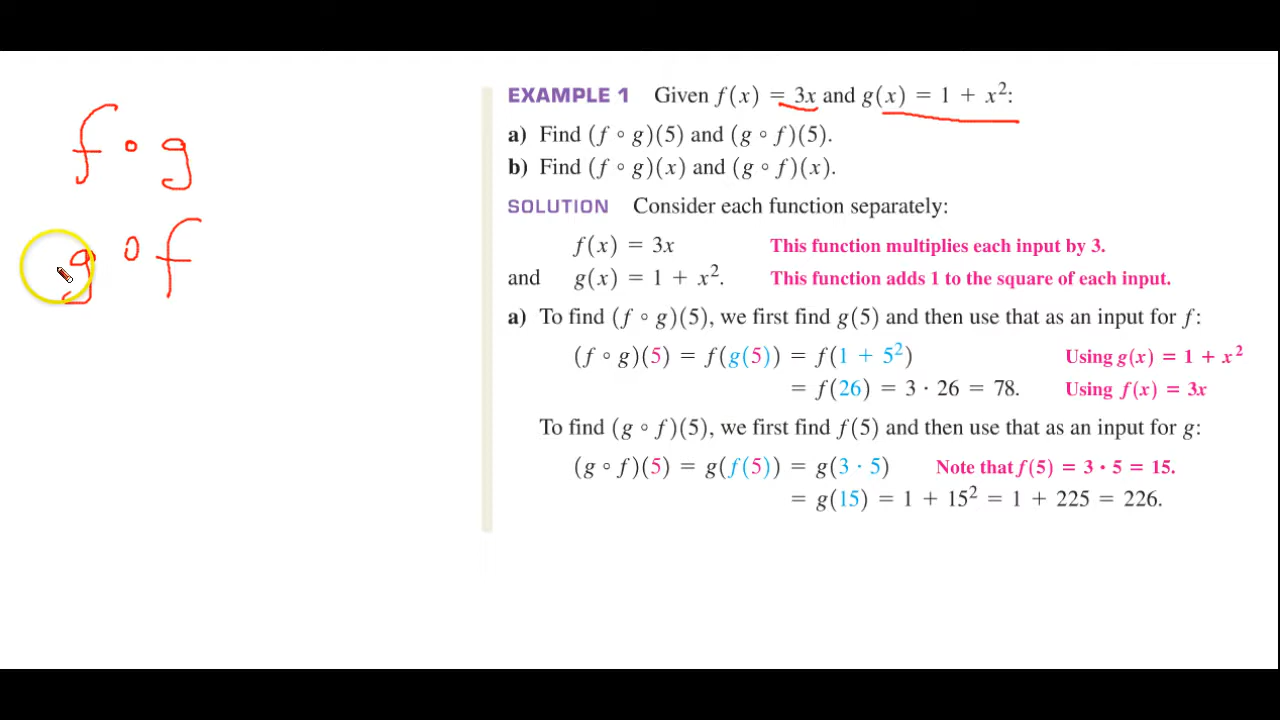 f ∘ g
g ∘ f
EXAMPLE 1 Given f(x) = 3x and g(x) = 1 + x²:
a) Find (f ∘ g)(5) and (g ∘ f)(5).
b) Find (f ∘ g)(x) and (g ∘ f)(x).
SOLUTION Consider each function separately:
f(x) = 3x This function multiplies each input by 3.
and g(x) = 1 + x². This function adds 1 to the square of each input.
a) To find (f ∘ g)(5), we first find g(5) and then use that as an input for f:
(f ∘ g)(5) = f(g(5)) = f(1 + 5²) Using g(x) = 1 + x²
= f(26) = 3 · 26 = 78. Using f(x) = 3x
To find (g ∘ f)(5), we first find f(5) and then use that as an input for g:
(g ∘ f)(5) = g(f(5)) = g(3 · 5) Note that f(5) = 3 · 5 = 15.
= g(15) = 1 + 15² = 1 + 225 = 226.